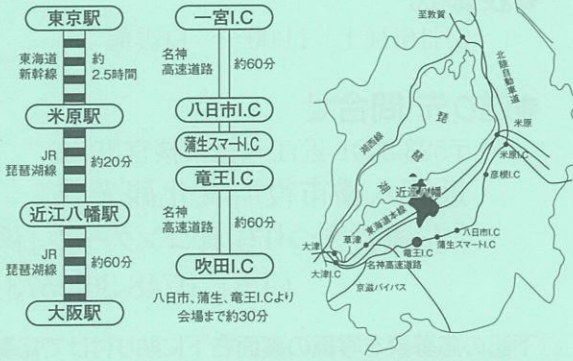 東京駅
東海道
新幹線
約
2.5時間
米原駅
JR
琵琶湖線
約20分
近江八幡駅
JR
琵琶湖線
約60分
大阪駅
一宮I.C
名神
高速道路
約60分
八日市I.C
蒲生スマートI.C
竜王I.C
名神
高速道路
約60分
吹田I.C
八日市、蒲生、竜王I.Cより
会場まで約30分
至敦賀
北陸自動車道
湖西線
琵琶湖
米原
米原I.C
彦根I.C
近江八幡
東海道本線
八日市I.C
蒲生スマートI.C
竜王I.C
草津
大津
大津I.C
名神高速道路
京滋バイパス